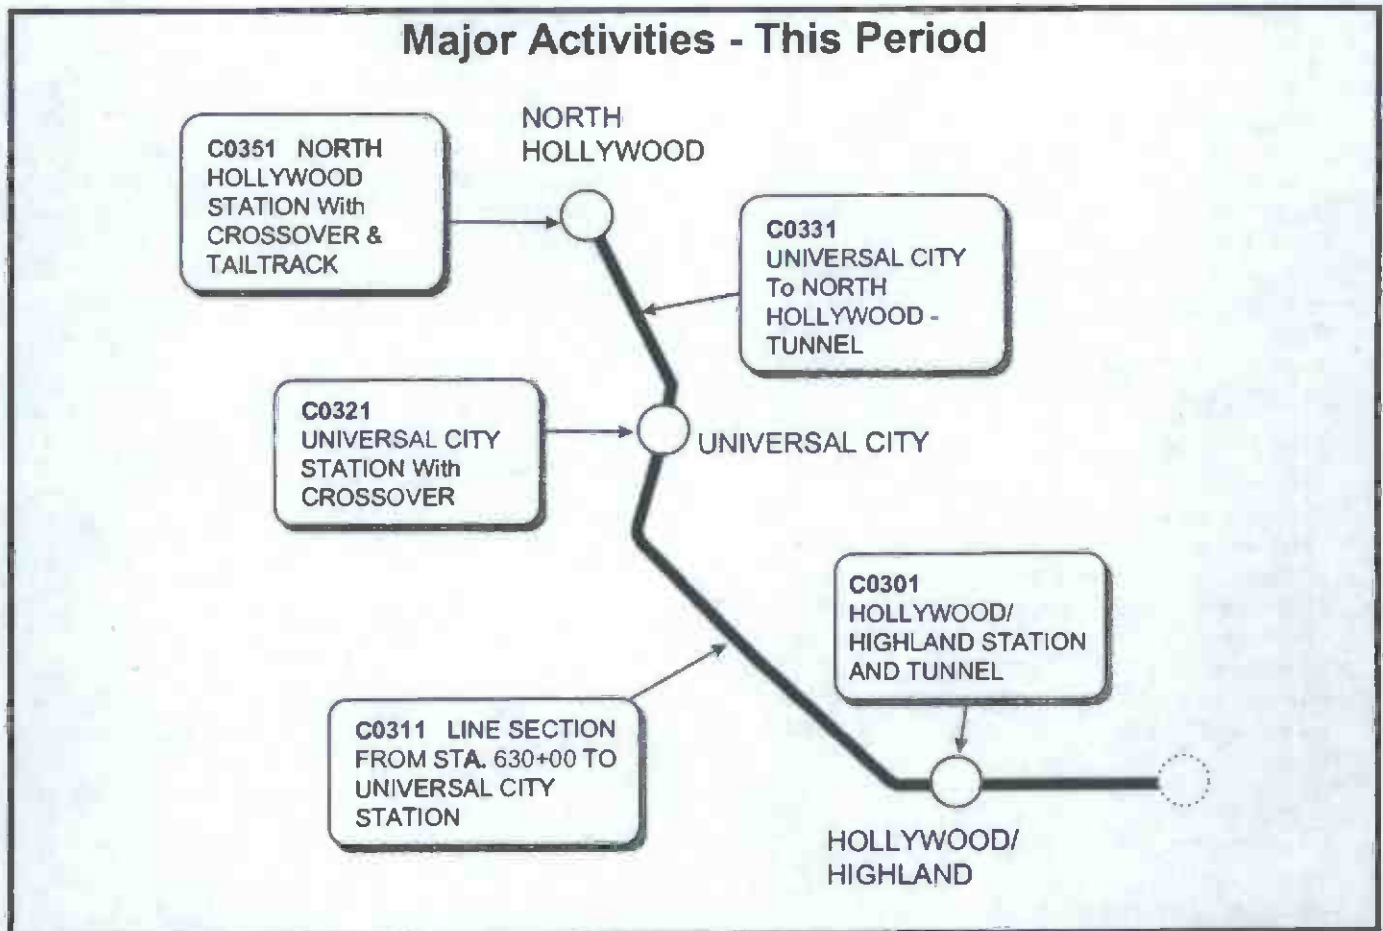 Major Activities - This Period
NORTH
HOLLYWOOD
C0351 NORTH
HOLLYWOOD
STATION With
CROSSOVER &
TAILTRACK
C0331
UNIVERSAL CITY
To NORTH
HOLLYWOOD -
TUNNEL
C0321
UNIVERSAL CITY
STATION With
CROSSOVER
UNIVERSAL CITY
C0301
HOLLYWOOD/
HIGHLAND STATION
AND TUNNEL
C0311 LINE SECTION
FROM STA. 630+00 TO
UNIVERSAL CITY
STATION
HOLLYWOOD/
HIGHLAND